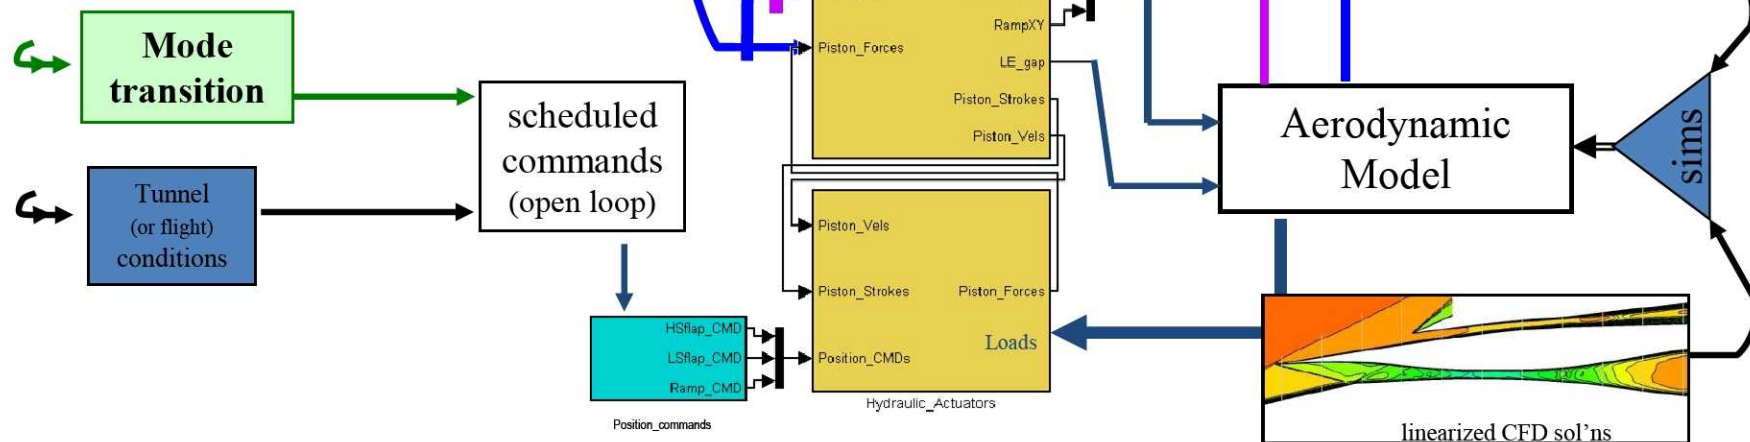 Mode
transition
Tunnel
(or flight)
conditions
scheduled
commands
(open loop)
HSflap_CMD
LSflap_CMD
Ramp_CMD
Position_commands
RampXY
Piston_Forces
LE_gap
Piston_Strokes
Piston_Vels
Piston_Vels
Piston_Strokes
Piston_Forces
Loads
Position_CMDs
Hydraulic_Actuators
Aerodynamic
Model
sims
linearized CFD sol'ns